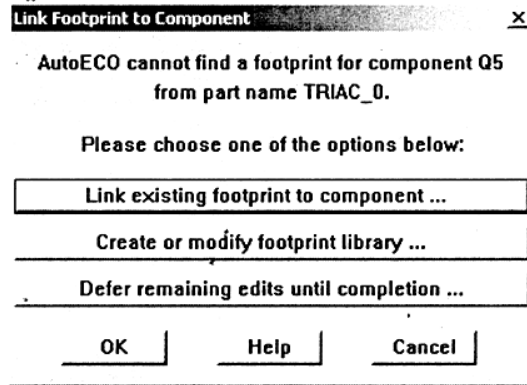 Link Footprint to Component
AutoECO cannot find a footprint for component Q5
from part name TRIAC_0.
Please choose one of the options below:
Link existing footprint to component ...
Create or modify footprint library ...
Defer remaining edits until completion ...
OK Help Cancel